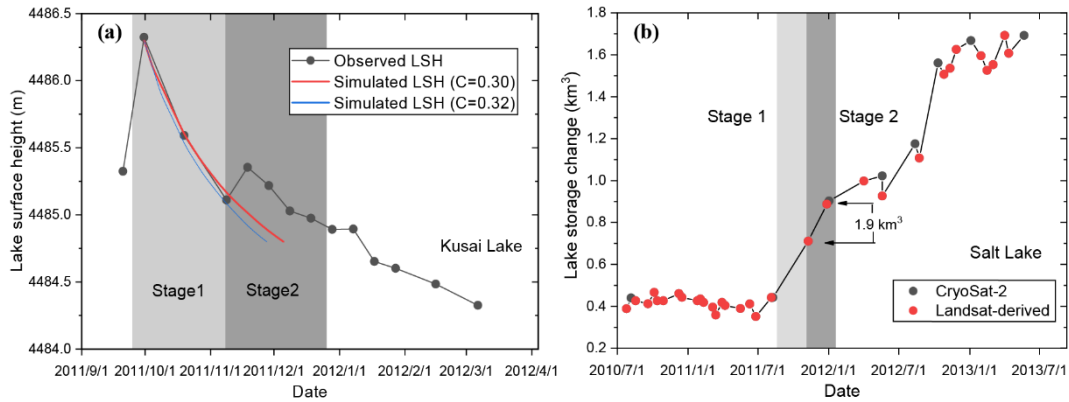 (a)
Observed LSH
Simulated LSH (C=0.30)
Simulated LSH (C=0.32)
Stage1
Stage2
Kusai Lake
4486.5
4486.0
4485.5
4485.0
4484.5
4484.0
Lake surface height (m)
2011/9/1
2011/10/1
2011/11/1
2011/12/1
2012/1/1
2012/2/1
2012/3/1
2012/4/1
Date
(b)
Stage 1
Stage 2
1.9 km³
Salt Lake
CryoSat-2
Landsat-derived
1.8
1.6
1.4
1.2
1.0
0.8
0.6
0.4
0.2
Lake storage change (km³)
2010/7/1
2011/1/1
2011/7/1
2012/1/1
2012/7/1
2013/1/1
2013/7/1
Date